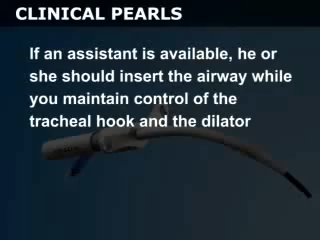 CLINICAL PEARLS
If an assistant is available, he or
she should insert the airway while
you maintain control of the
tracheal hook and the dilator